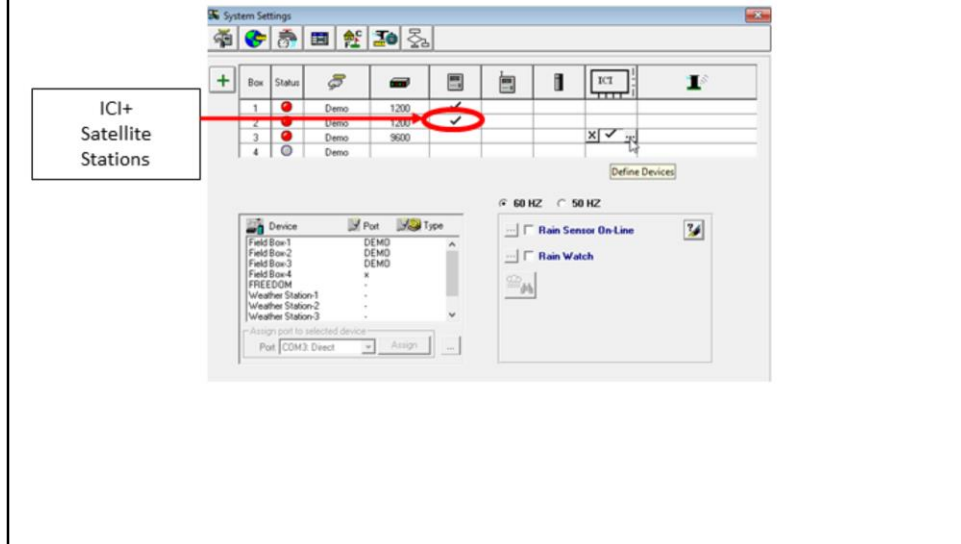 System Settings
Box Status ICI
1 Demo 1200 ✓
2 Demo 1200 ✓
3 Demo 9600 X ✓ ...
4 Demo
ICI+
Satellite
Stations
Define Devices
60 HZ 50 HZ
Device Port Type
Field Box-1 DEMO
Field Box-2 DEMO
Field Box-3 DEMO
Field Box-4 x
FREEDOM -
Weather Station-1 -
Weather Station-2 -
Weather Station-3 -
Assign port to selected device
Port COM3: Direct Assign ...
... Rain Sensor On-Line
... Rain Watch